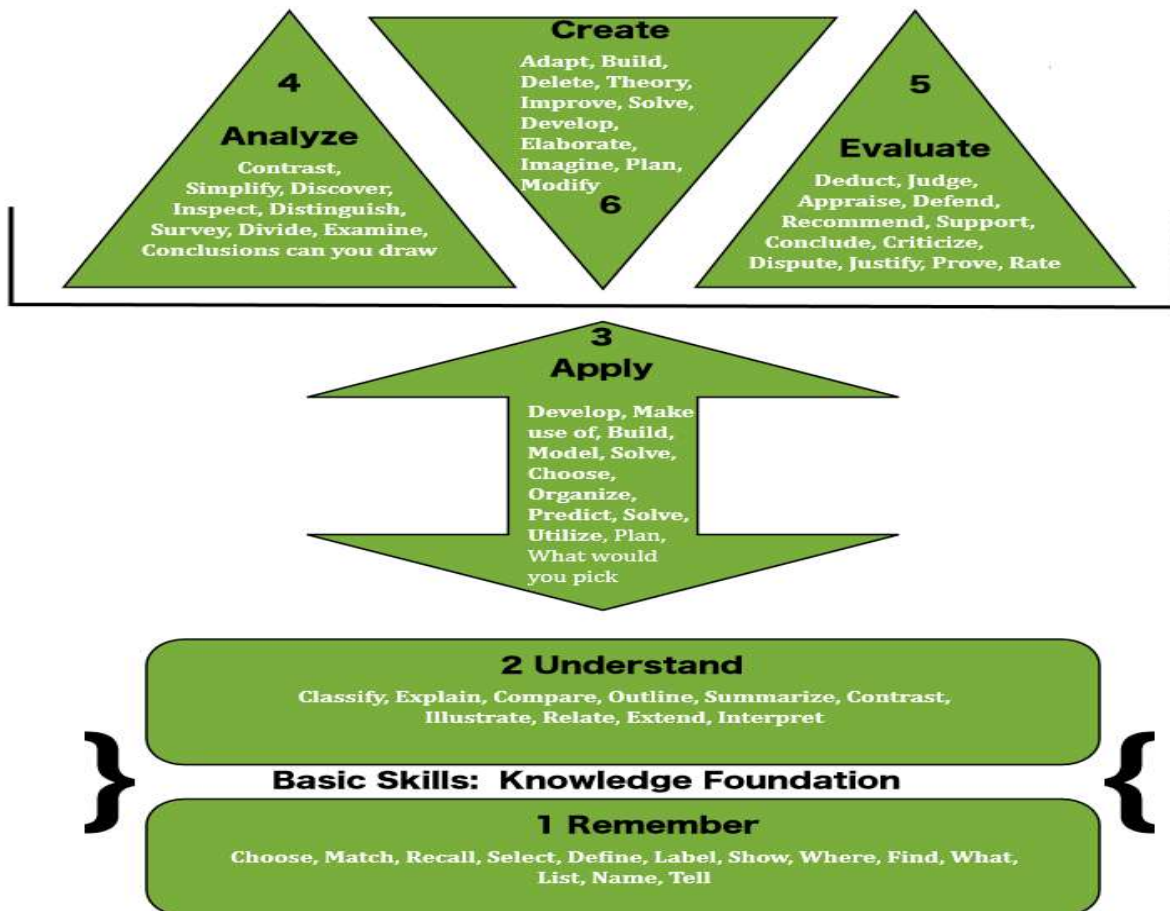 4
Analyze
Contrast,
Simplify, Discover,
Inspect, Distinguish,
Survey, Divide, Examine,
Conclusions can you draw
Create
Adapt, Build,
Delete, Theory,
Improve, Solve,
Develop,
Elaborate,
Imagine, Plan,
Modify
6
5
Evaluate
Deduct, Judge,
Appraise, Defend,
Recommend, Support,
Conclude, Criticize,
Dispute, Justify, Prove, Rate
3
Apply
Develop, Make
use of, Build,
Model, Solve,
Choose,
Organize,
Predict, Solve,
Utilize, Plan,
What would
you pick
2 Understand
Classify, Explain, Compare, Outline, Summarize, Contrast,
Illustrate, Relate, Extend, Interpret
} Basic Skills: Knowledge Foundation {
1 Remember
Choose, Match, Recall, Select, Define, Label, Show, Where, Find, What,
List, Name, Tell